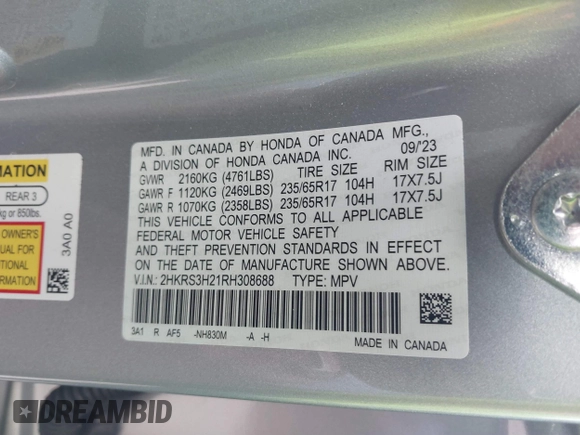 MATION
REAR 3
kg or 850lbs.
OWNER'S
UAL FOR
TIONAL
RMATION
3A0 A0
MFD. IN CANADA BY HONDA OF CANADA MFG.,
A DIVISION OF HONDA CANADA INC. 09/23
GVWR 2160KG (4761LBS) TIRE SIZE RIM SIZE
GAWR F 1120KG (2469LBS) 235/65R17 104H 17X7.5J
GAWR R 1070KG (2358LBS) 235/65R17 104H 17X7.5J
THIS VEHICLE CONFORMS TO ALL APPLICABLE
FEDERAL MOTOR VEHICLE SAFETY
AND THEFT PREVENTION STANDARDS IN EFFECT
ON THE DATE OF MANUFACTURE SHOWN ABOVE.
V.I.N.: 2HKRS3H21RH308688 TYPE: MPV
3A1 R AF5 -NH830M -A -H
MADE IN CANADA
DREAMBID